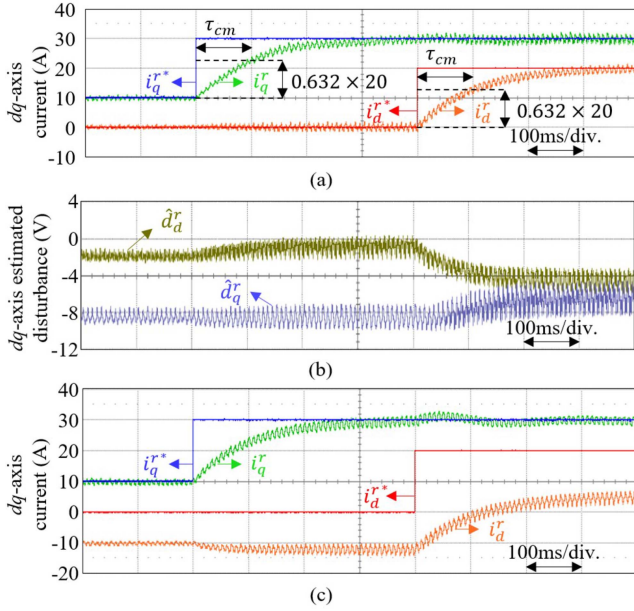 40
30
20
10
0
-10
dq-axis
current (A)
τ_cm
i_q^{r*}
i_q^r
0.632 × 20
τ_cm
i_d^{r*}
i_d^r
0.632 × 20
100ms/div.
(a)
4
0
-4
-8
-12
dq-axis estimated
disturbance (V)
d̂_d^r
d̂_q^r
100ms/div.
(b)
40
30
20
10
0
-10
-20
dq-axis
current (A)
i_q^{r*}
i_q^r
i_d^{r*}
i_d^r
100ms/div.
(c)